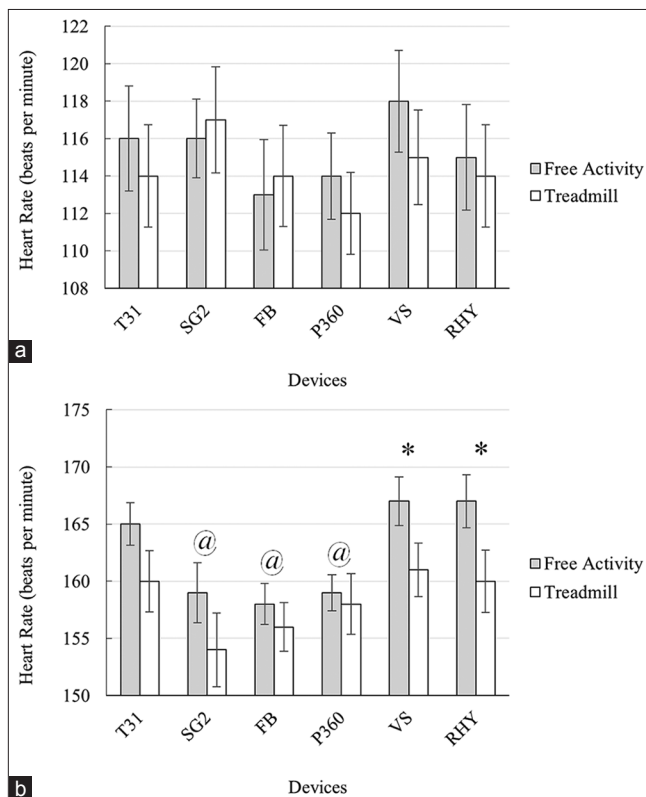 122
120
118
116
114
112
110
108
Heart Rate (beats per minute)
T31 SG2 FB P360 VS RHY
Devices
Free Activity
Treadmill
a
175
170
165
160
155
150
Heart Rate (beats per minute)
@ @ @ * *
T31 SG2 FB P360 VS RHY
Devices
Free Activity
Treadmill
b